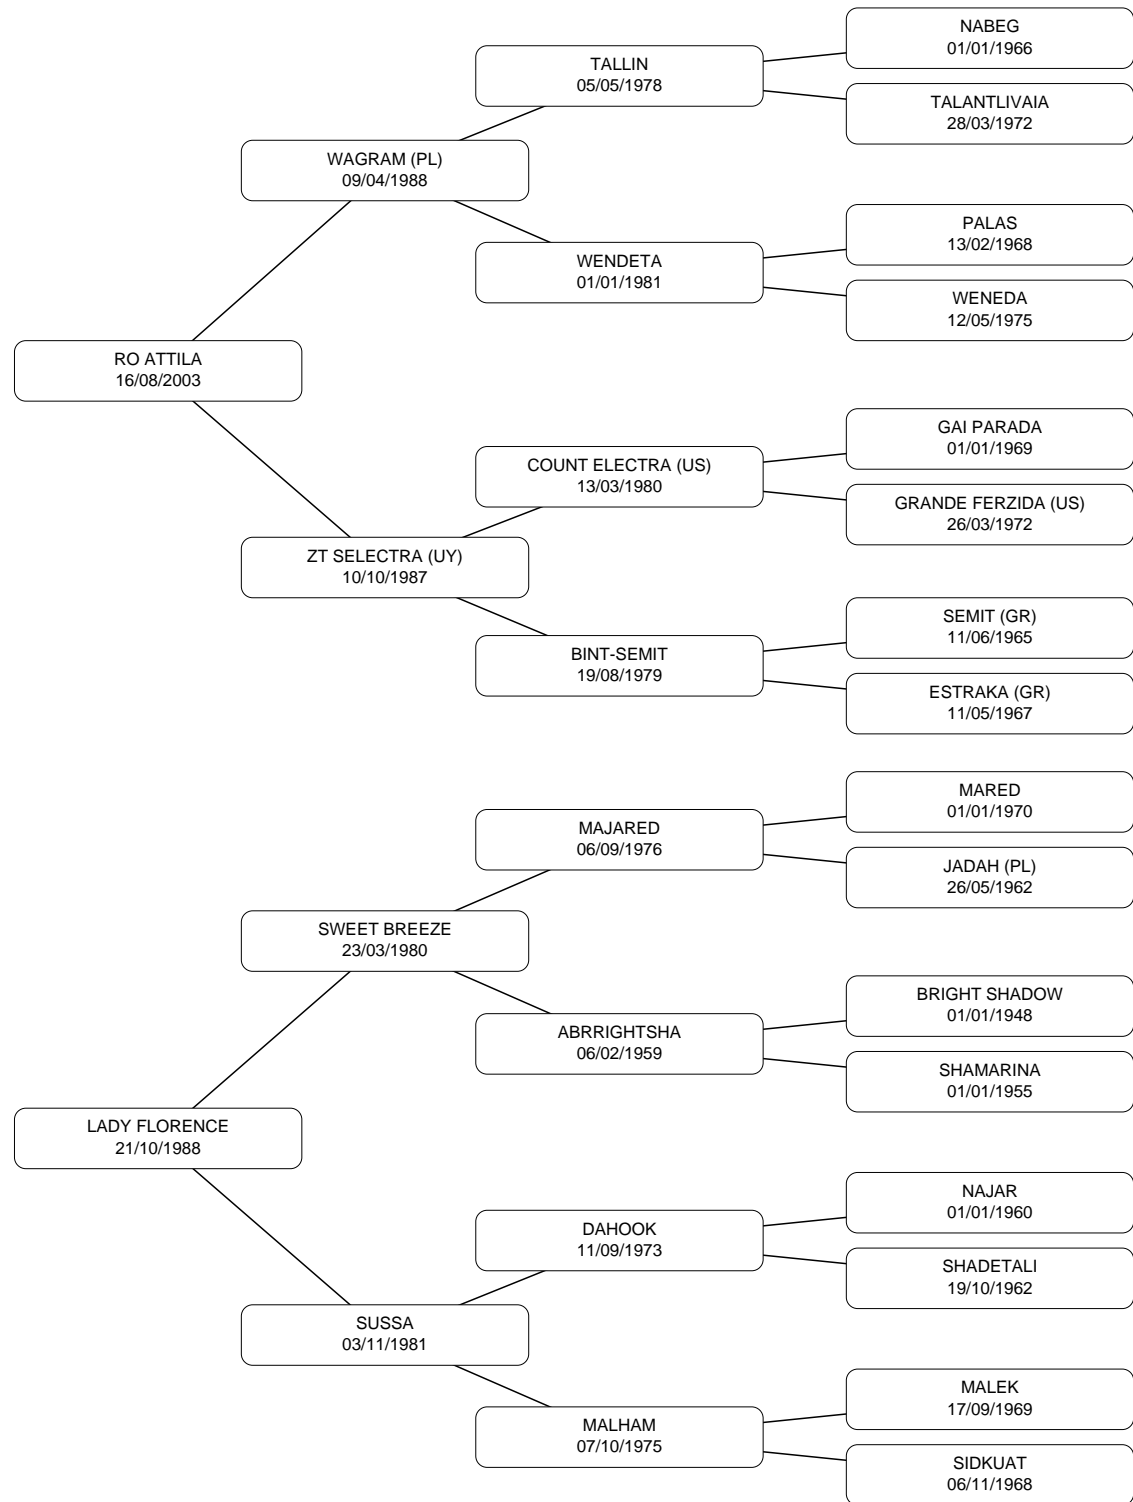 NABEG
01/01/1966
TALLIN
05/05/1978
TALANTLIVAIA
28/03/1972
WAGRAM (PL)
09/04/1988
PALAS
13/02/1968
WENDETA
01/01/1981
WENEDA
12/05/1975
RO ATTILA
16/08/2003
GAI PARADA
01/01/1969
COUNT ELECTRA (US)
13/03/1980
GRANDE FERZIDA (US)
26/03/1972
ZT SELECTRA (UY)
10/10/1987
SEMIT (GR)
11/06/1965
BINT-SEMIT
19/08/1979
ESTRAKA (GR)
11/05/1967
MARED
01/01/1970
MAJARED
06/09/1976
JADAH (PL)
26/05/1962
SWEET BREEZE
23/03/1980
BRIGHT SHADOW
01/01/1948
ABRRIGHTSHA
06/02/1959
SHAMARINA
01/01/1955
LADY FLORENCE
21/10/1988
NAJAR
01/01/1960
DAHOOK
11/09/1973
SHADETALI
19/10/1962
SUSSA
03/11/1981
MALEK
17/09/1969
MALHAM
07/10/1975
SIDKUAT
06/11/1968